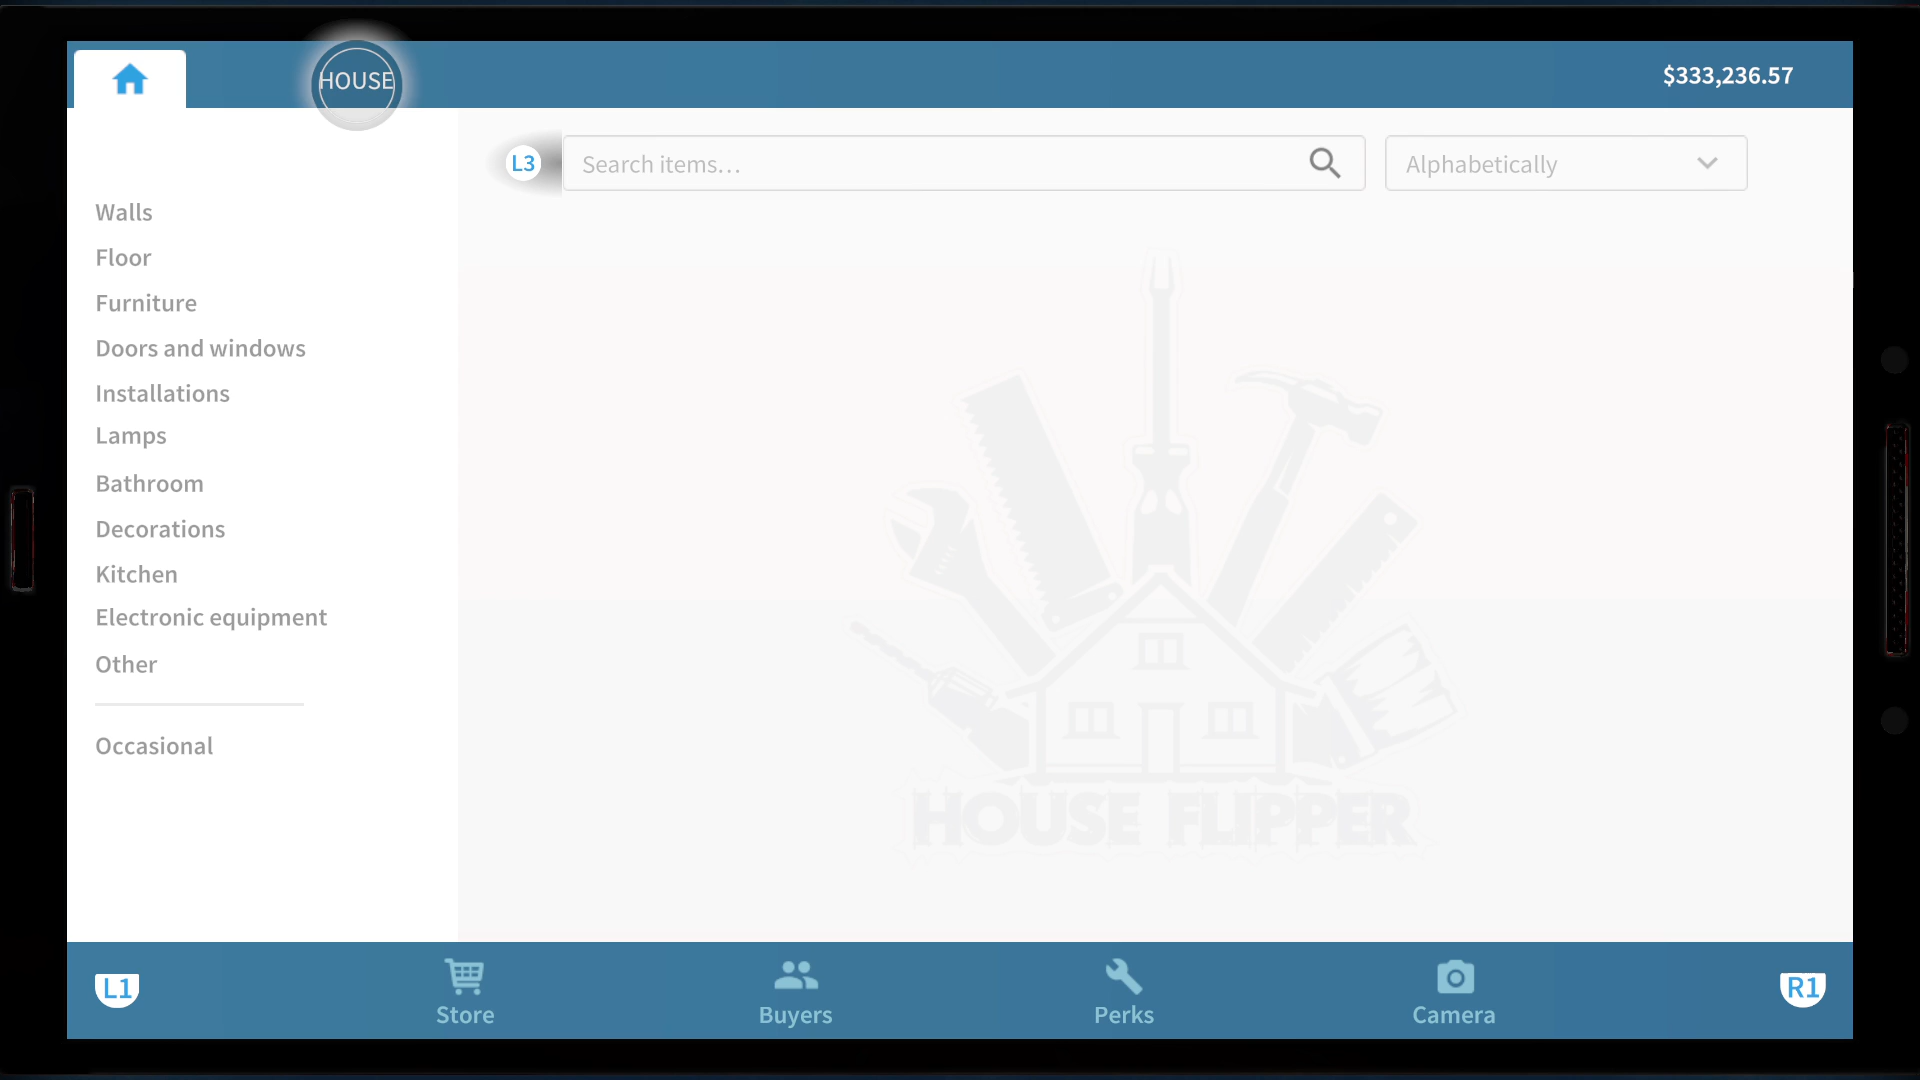 HOUSE
$333,236.57
L3
Search items...
Alphabetically
Walls
Floor
Furniture
Doors and windows
Installations
Lamps
Bathroom
Decorations
Kitchen
Electronic equipment
Other
Occasional
HOUSE FLIPPER
L1
Store
Buyers
Perks
Camera
R1